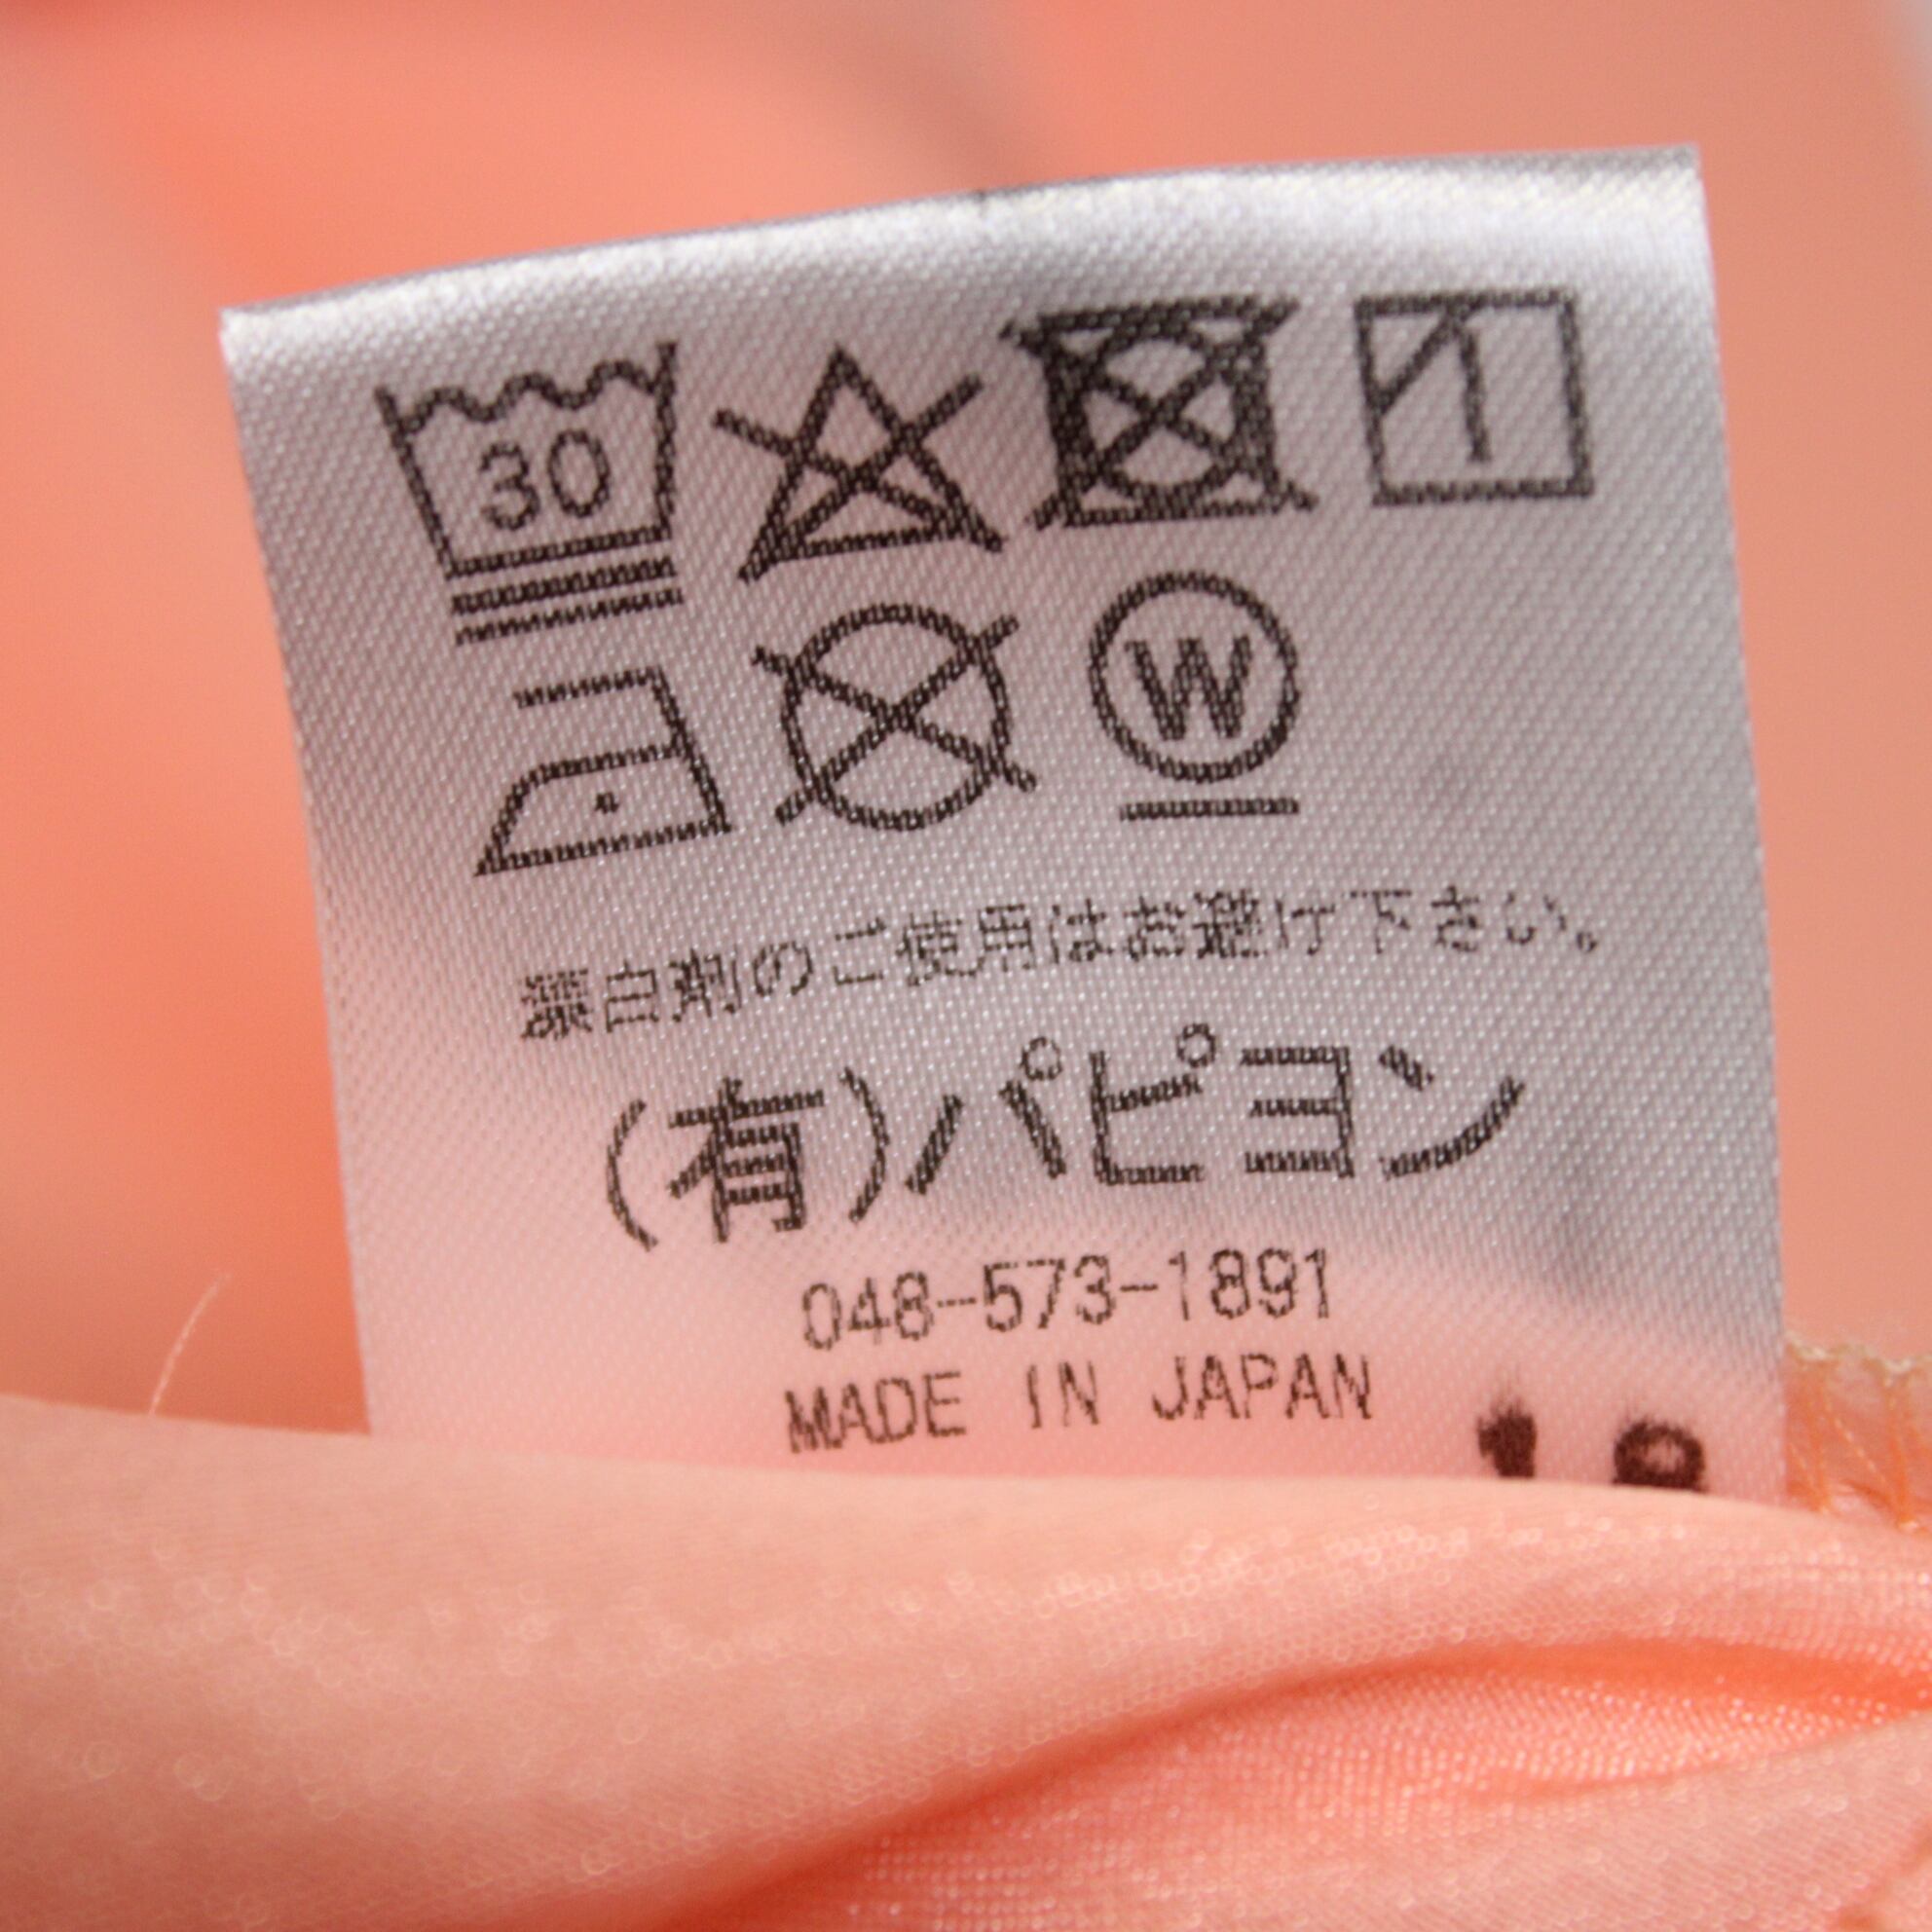 30
W
漂白剤のご使用はお避け下さい。
(有)パピヨン
048-573-1891
MADE IN JAPAN